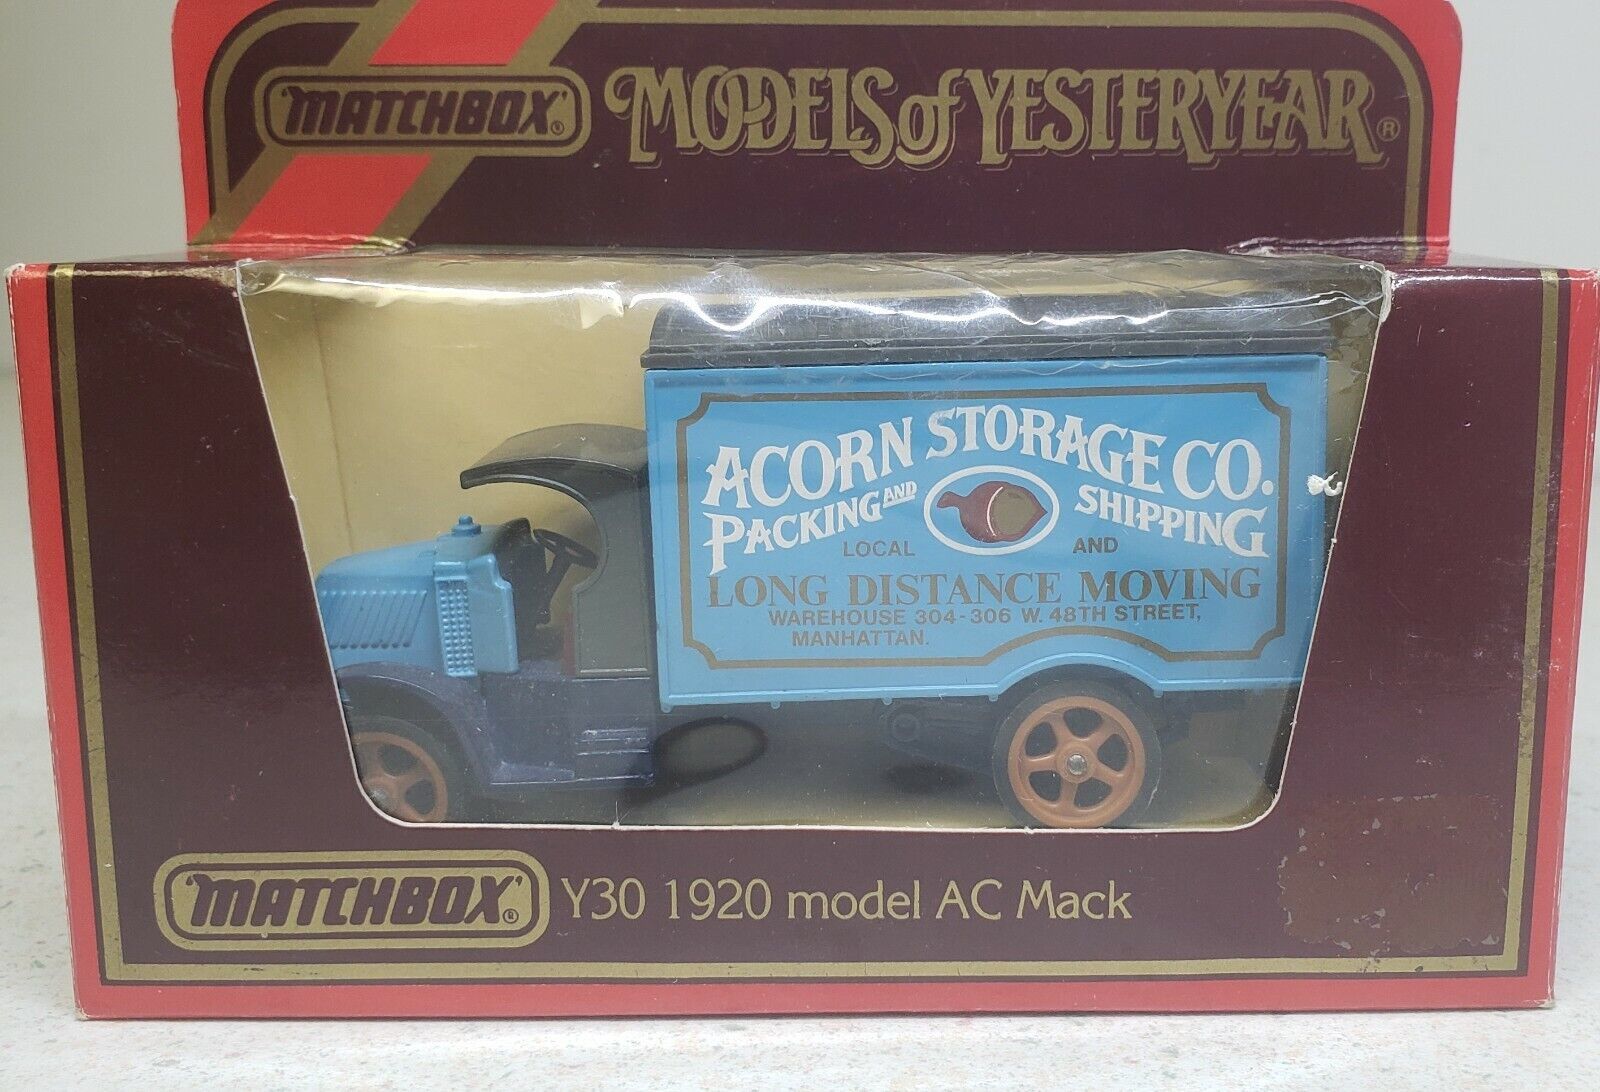 MATCHBOX® MODELS of YESTERYEAR®
ACORN STORAGE CO.
PACKING AND SHIPPING
LOCAL AND
LONG DISTANCE MOVING
WAREHOUSE 304-306 W. 48TH STREET,
MANHATTAN.
MATCHBOX® Y30 1920 model AC Mack